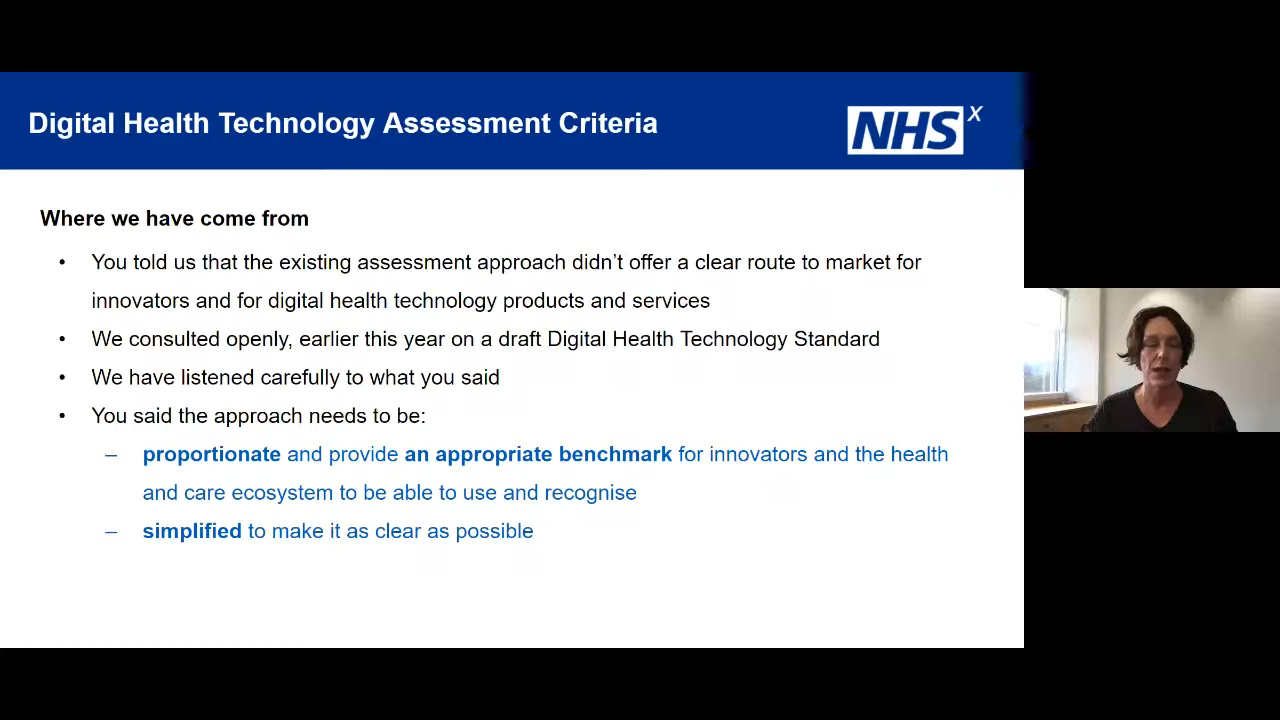 Digital Health Technology Assessment Criteria
NHS X
Where we have come from
• You told us that the existing assessment approach didn’t offer a clear route to market for
innovators and for digital health technology products and services
• We consulted openly, earlier this year on a draft Digital Health Technology Standard
• We have listened carefully to what you said
• You said the approach needs to be:
– proportionate and provide an appropriate benchmark for innovators and the health
and care ecosystem to be able to use and recognise
– simplified to make it as clear as possible